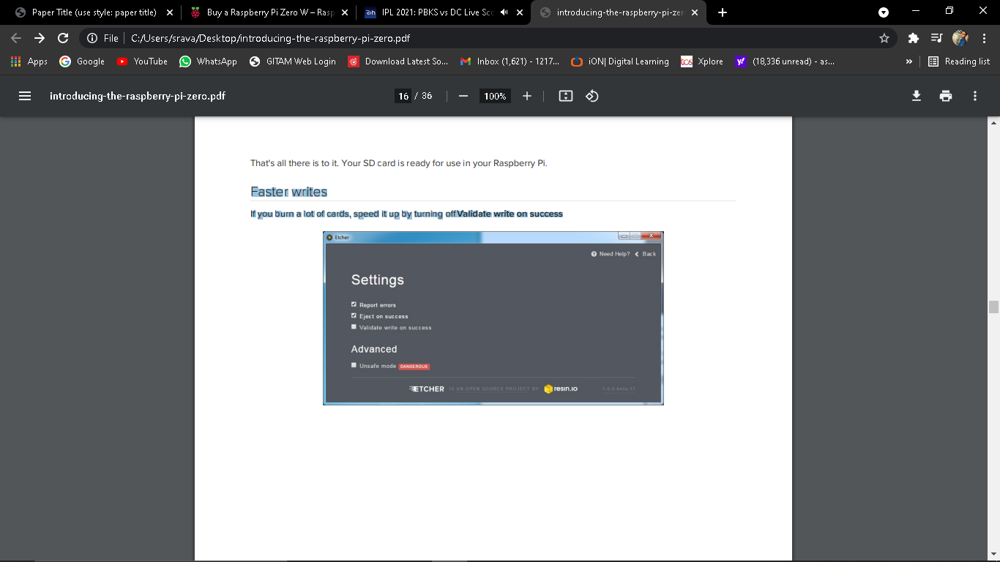 Paper Title (use style: paper title)
Buy a Raspberry Pi Zero W – Rasp
IPL 2021: PBKS vs DC Live Sco
introducing-the-raspberry-pi-zer
File
C:/Users/srava/Desktop/introducing-the-raspberry-pi-zero.pdf
Apps
Google
YouTube
WhatsApp
GITAM Web Login
Download Latest So...
Inbox (1,621) - 1217...
iON| Digital Learning
tcs
Xplore
y!
(18,336 unread) - as...
»
Reading list
introducing-the-raspberry-pi-zero.pdf
16 / 36
100%
That's all there is to it. Your SD card is ready for use in your Raspberry Pi.
Faster writes
If you burn a lot of cards, speed it up by turning off Validate write on success
Etcher
Need Help? Back
Settings
Report errors
Eject on success
Validate write on success
Advanced
Unsafe mode DANGEROUS
ETCHER IS AN OPEN SOURCE PROJECT BY resin.io 1.0.0-beta.17